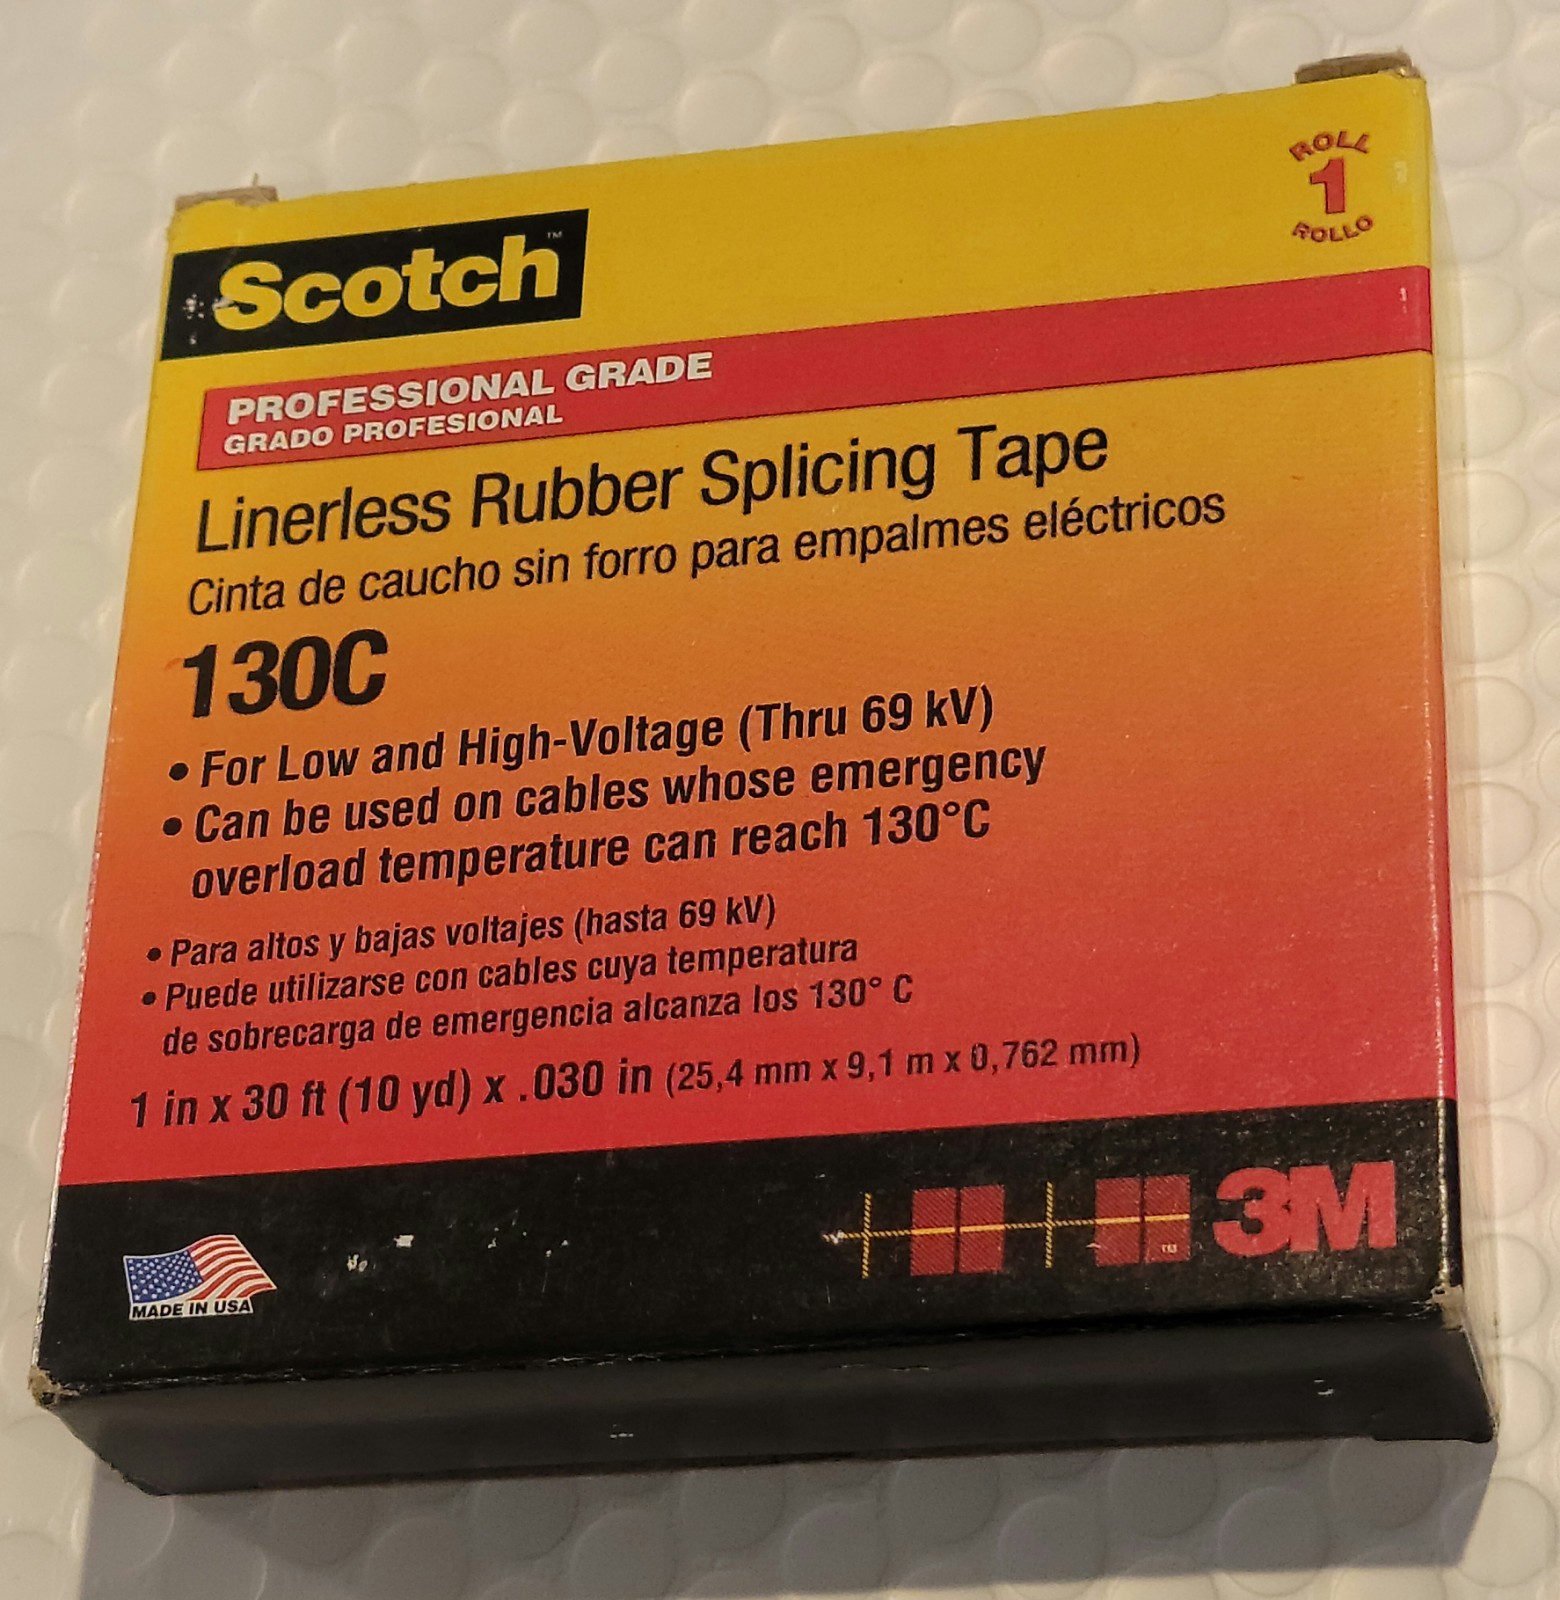 ROLL
1
ROLLO
Scotch™
PROFESSIONAL GRADE
GRADO PROFESIONAL
Linerless Rubber Splicing Tape
Cinta de caucho sin forro para empalmes eléctricos
130C
• For Low and High-Voltage (Thru 69 kV)
• Can be used on cables whose emergency
overload temperature can reach 130°C
• Para altos y bajas voltajes (hasta 69 kV)
• Puede utilizarse con cables cuya temperatura
de sobrecarga de emergencia alcanza los 130° C
1 in x 30 ft (10 yd) x .030 in (25,4 mm x 9,1 m x 0,762 mm)
MADE IN USA
™
3M